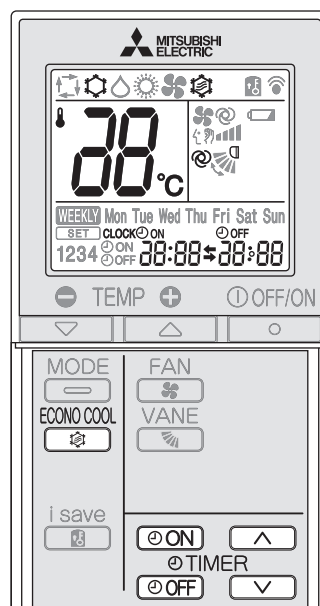 MITSUBISHI
ELECTRIC
88°C
WEEKLY Mon Tue Wed Thu Fri Sat Sun
SET CLOCK ON OFF
1234 ON OFF 88:88 88:88
TEMP OFF/ON
MODE FAN
ECONO COOL VANE
i save
ON
TIMER
OFF